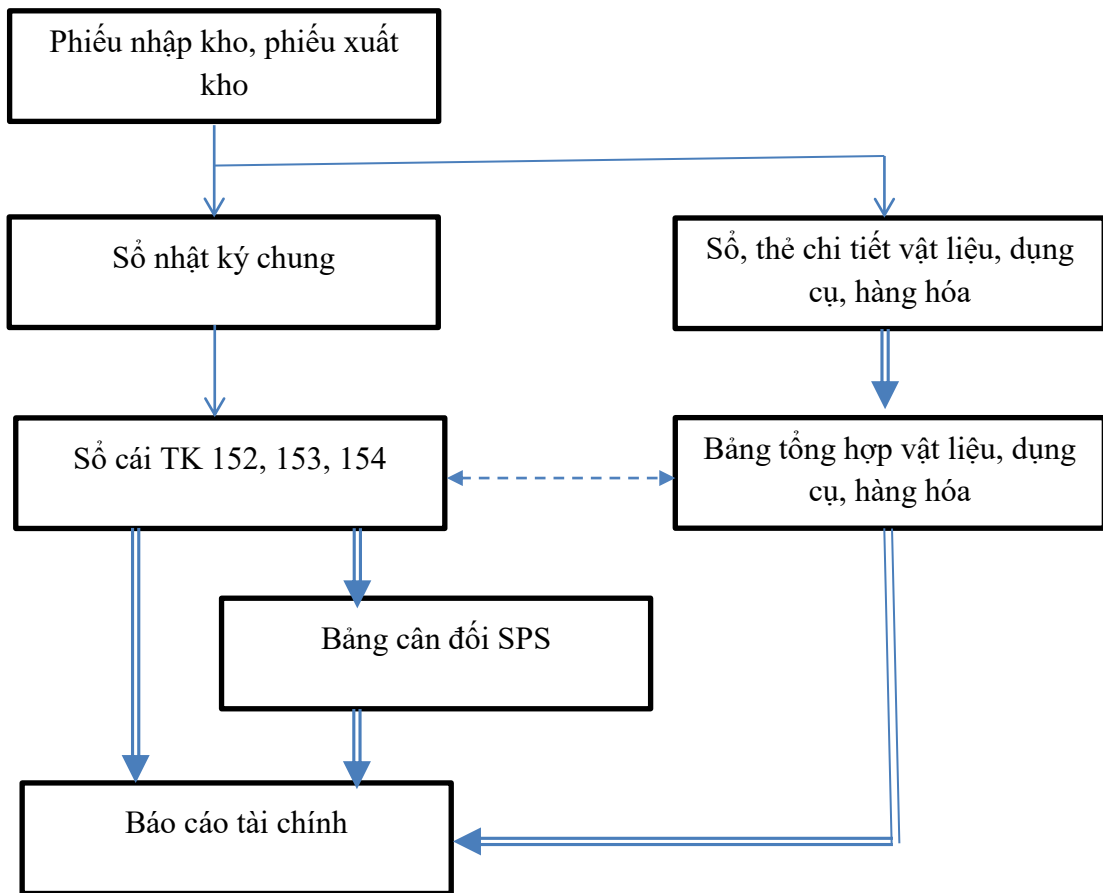 Phiếu nhập kho, phiếu xuất
kho
Sổ nhật ký chung
Sổ, thẻ chi tiết vật liệu, dụng
cụ, hàng hóa
Sổ cái TK 152, 153, 154
Bảng tổng hợp vật liệu, dụng
cụ, hàng hóa
Bảng cân đối SPS
Báo cáo tài chính